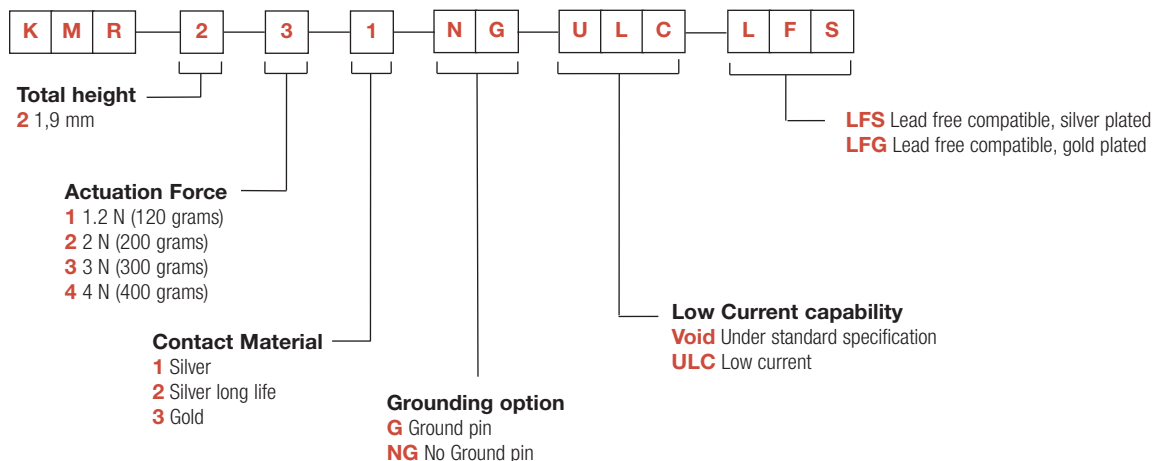 K M R 2 3 1 N G U L C L F S
Total height
2 1,9 mm
LFS Lead free compatible, silver plated
LFG Lead free compatible, gold plated
Actuation Force
1 1.2 N (120 grams)
2 2 N (200 grams)
3 3 N (300 grams)
4 4 N (400 grams)
Low Current capability
Void Under standard specification
ULC Low current
Contact Material
1 Silver
2 Silver long life
3 Gold
Grounding option
G Ground pin
NG No Ground pin